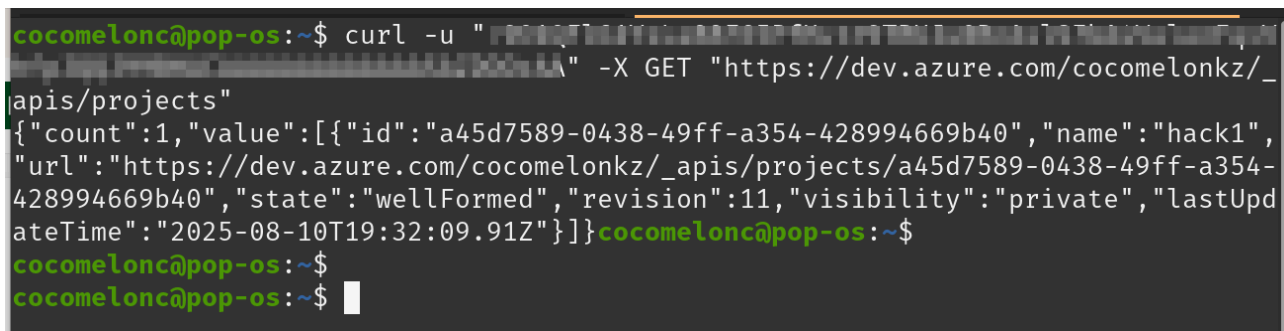 cocomelonc@pop-os:~$ curl -u "
" -X GET "https://dev.azure.com/cocomelonkz/_
apis/projects"
{"count":1,"value":[{"id":"a45d7589-0438-49ff-a354-428994669b40","name":"hack1",
"url":"https://dev.azure.com/cocomelonkz/_apis/projects/a45d7589-0438-49ff-a354-
428994669b40","state":"wellFormed","revision":11,"visibility":"private","lastUpd
ateTime":"2025-08-10T19:32:09.91Z"}]}cocomelonc@pop-os:~$
cocomelonc@pop-os:~$
cocomelonc@pop-os:~$